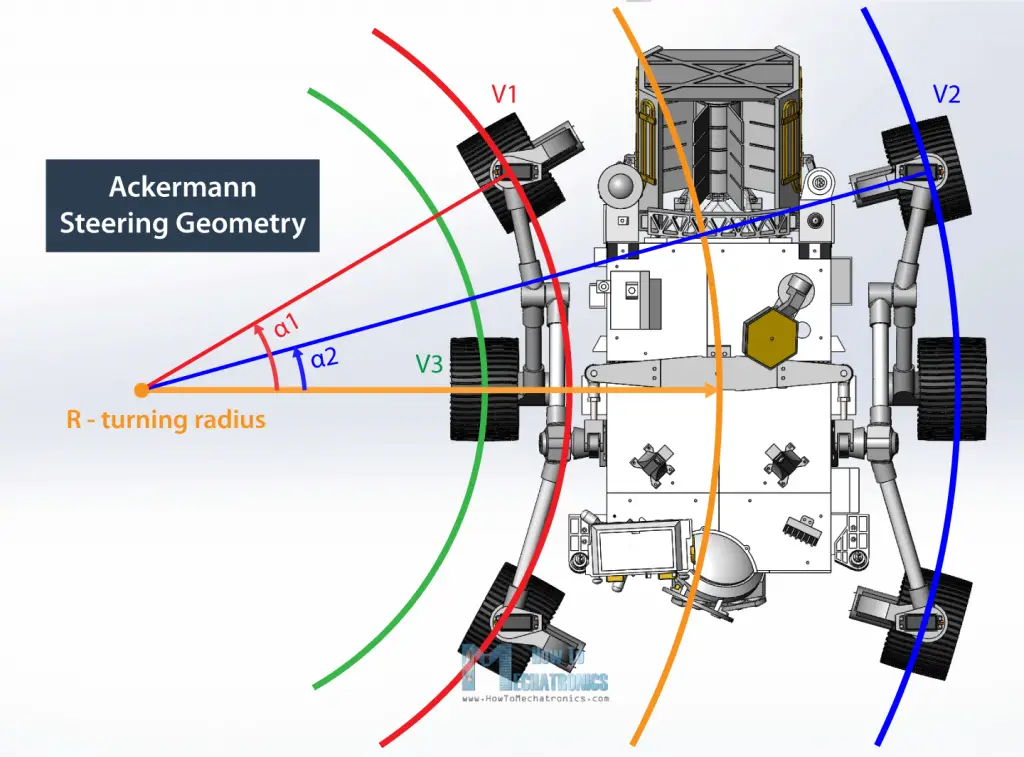 V1
V2
Ackermann
Steering Geometry
α1
α2
V3
R - turning radius
How To
MECHATRONICS
www.HowToMechatronics.com